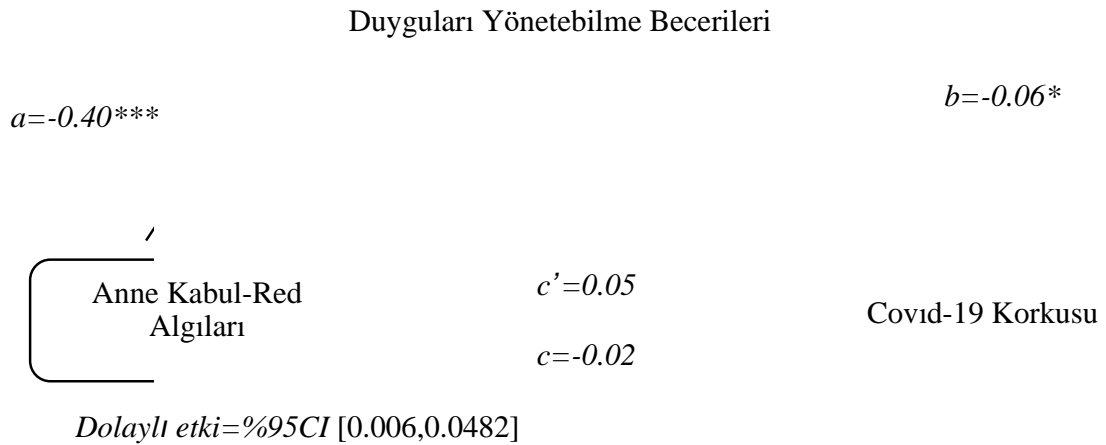 Duyguları Yönetebilme Becerileri
a=-0.40***
b=-0.06*
Anne Kabul-Red
Algıları
c’=0.05
c=-0.02
Covıd-19 Korkusu
Dolaylı etki=%95CI [0.006,0.0482]